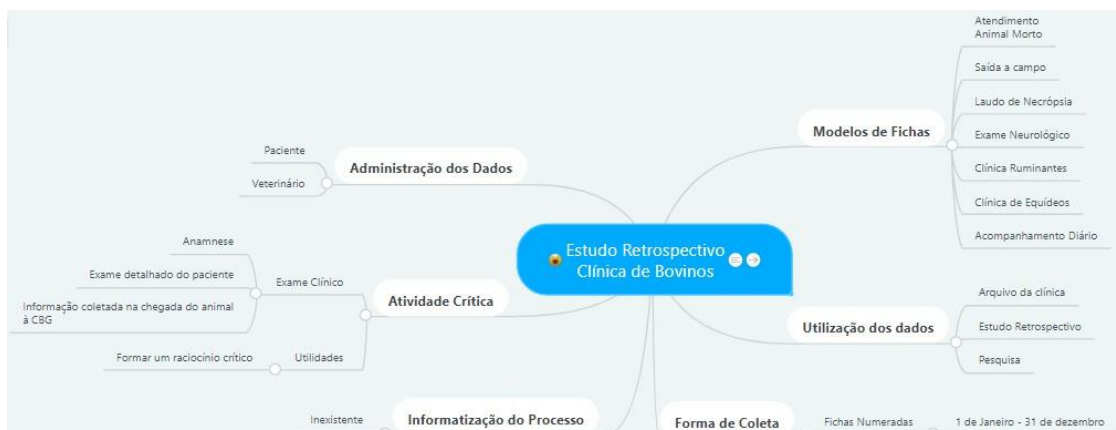 Atendimento
Animal Morto
Saída a campo
Laudo de Necrópsia
Modelos de Fichas
Exame Neurológico
Clínica Ruminantes
Clínica de Equídeos
Acompanhamento Diário
Paciente
Administração dos Dados
Veterinário
Estudo Retrospectivo
Clínica de Bovinos
Anamnese
Exame detalhado do paciente
Exame Clínico
Informação coletada na chegada do animal
à CBG
Atividade Crítica
Formar um raciocínio crítico
Utilidades
Arquivo da clínica
Utilização dos dados
Estudo Retrospectivo
Pesquisa
Inexistente
Informatização do Processo
Forma de Coleta
Fichas Numeradas
1 de Janeiro - 31 de dezembro